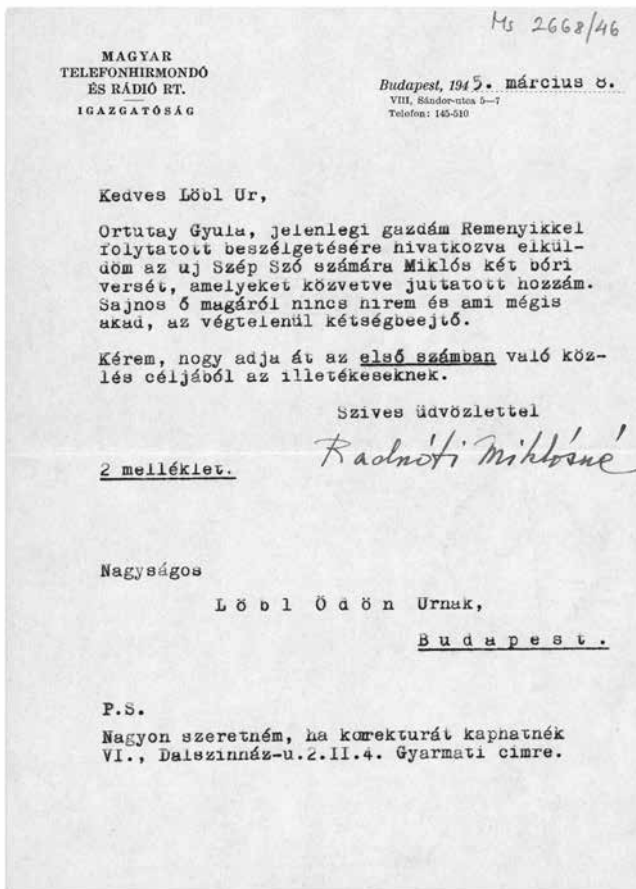 Ms 2668/46
MAGYAR
TELEFONHIRMONDÓ
ÉS RÁDIÓ RT.
IGAZGATÓSÁG
Budapest, 1945. március 8.
VIII, Sándor-utca 5—7
Telefon: 145-510
Kedves Löbl Ur,
Ortutay Gyula, jelenlegi gazdám Remenyikkel
folytatott beszélgetésére hivatkozva elkül-
döm az uj Szép Szó számára Miklós két bóri
versét, amelyeket közvetve juttatott hozzám.
Sajnos ő magáról nincs hirem és ami mégis
akad, az végtelenül kétségbeejtő.
Kérem, hogy adja át az első számban való köz-
lés céljából az illetékeseknek.
Szives üdvözlettel
Radnóti Miklósné
2 melléklet.
Nagyságos
Löbl Ödön Urnak,
Budapest.
P.S.
Nagyon szeretném, ha korrekturát kaphatnék
VI., Dalszinnáz-u.2.II.4. Gyarmati cimre.